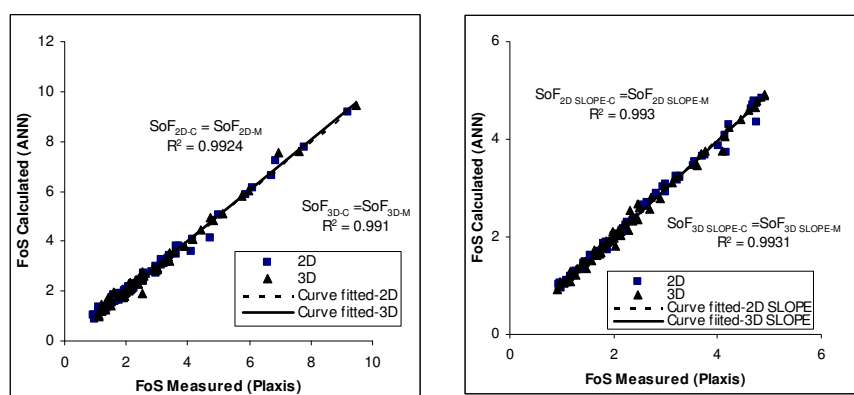 12
10
8
6
4
2
0
0 2 4 6 8 10
FoS Calculated (ANN)
FoS Measured (Plaxis)
SoF2D-C = SoF2D-M
R² = 0.9924
SoF3D-C =SoF3D-M
R² = 0.991
2D
3D
Curve fitted-2D
Curve fitted-3D
6
4
2
0
0 2 4 6
FoS Calculated (ANN)
FoS Measured (Plaxis)
SoF2D SLOPE-C =SoF2D SLOPE-M
R² = 0.993
SoF3D SLOPE-C =SoF3D SLOPE-M
R² = 0.9931
2D
3D
Curve fitted-2D SLOPE
Curve fiited-3D SLOPE